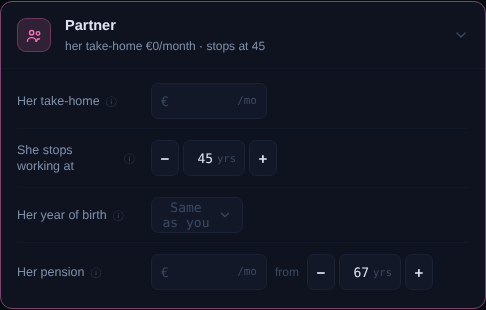 Partner
her take-home €0/month · stops at 45
Her take-home ⓘ € /mo
She stops
working at ⓘ − 45 yrs +
Her year of birth ⓘ Same
as you
Her pension ⓘ € /mo from − 67 yrs +